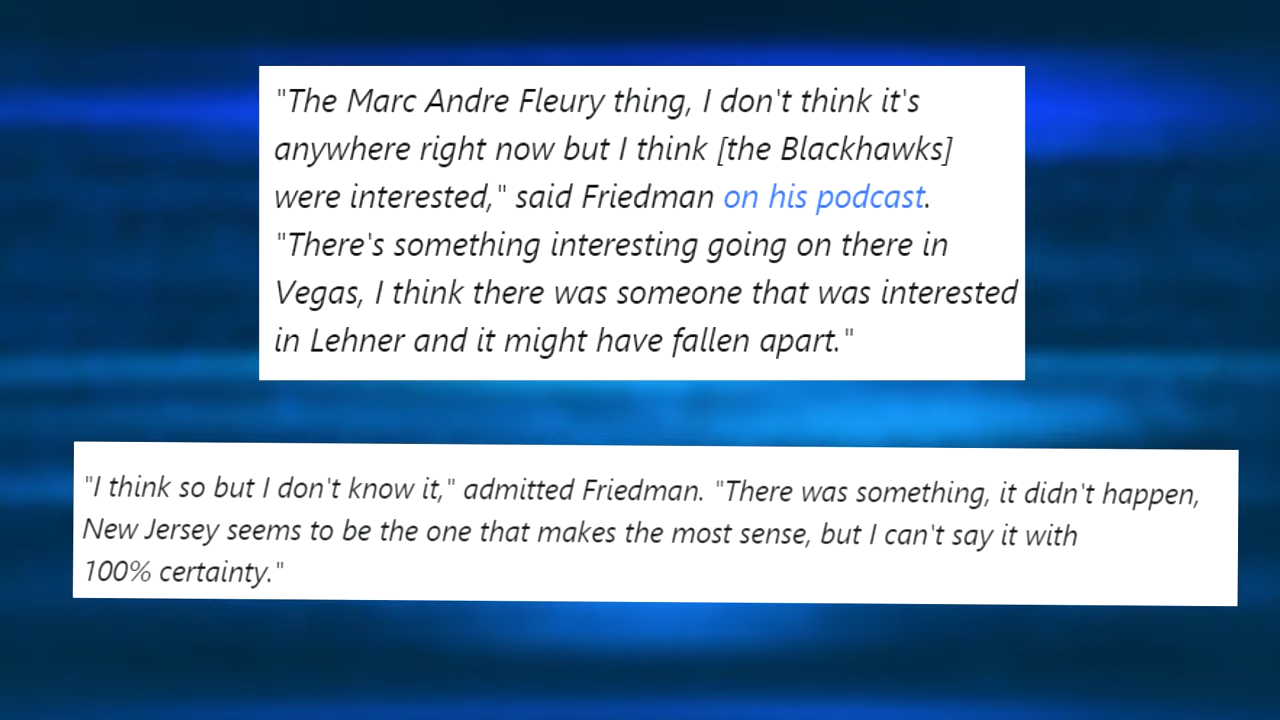 "The Marc Andre Fleury thing, I don't think it's
anywhere right now but I think [the Blackhawks]
were interested," said Friedman on his podcast.
"There's something interesting going on there in
Vegas, I think there was someone that was interested
in Lehner and it might have fallen apart."
"I think so but I don't know it," admitted Friedman. "There was something, it didn't happen,
New Jersey seems to be the one that makes the most sense, but I can't say it with
100% certainty."